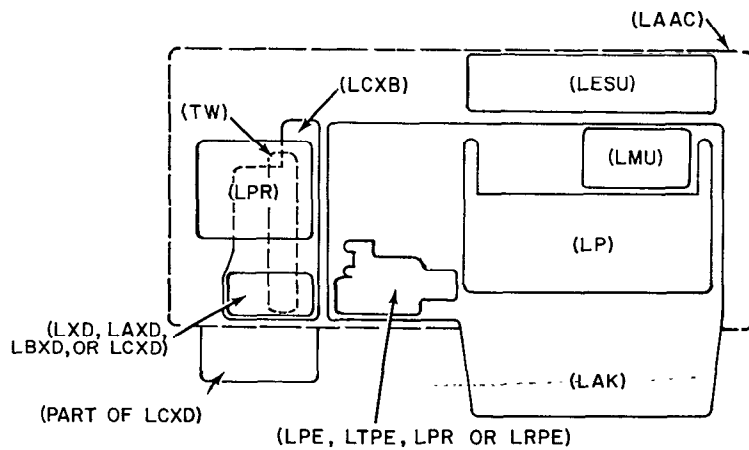 (LAAC)
(LCXB)
(LESU)
(TW)
(LMU)
(LPR)
(LP)
(LXD, LAXD,
LBXD, OR LCXD)
(LAK)
(PART OF LCXD)
(LPE, LTPE, LPR OR LRPE)